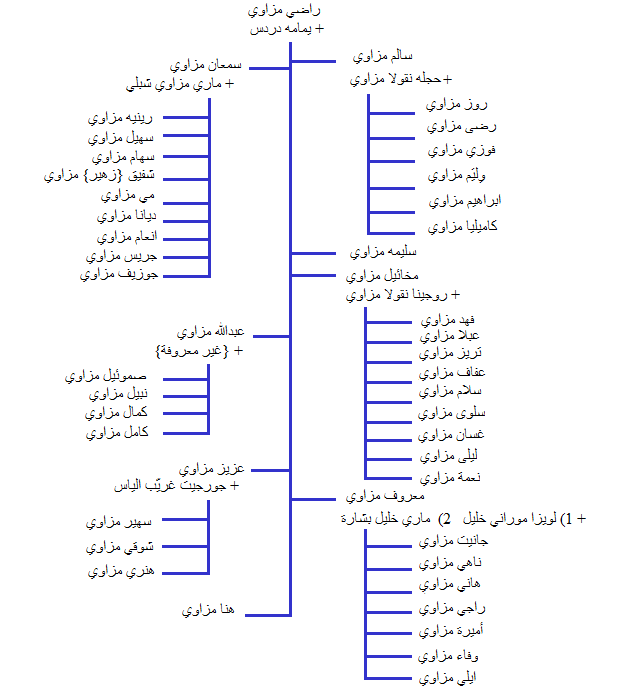 راضي مزاوي
+ يمامه دردس
سالم مزاوي
+حجله نقولا مزاوي
روز مزاوي
رضى مزاوي
فوزي مزاوي
وليّم مزاوي
ابراهيم مزاوي
كاميليا مزاوي
سمعان مزاوي
+ ماري مزاوي شبلي
رينيه مزاوي
سهيل مزاوي
سهام مزاوي
شفيق {زهير} مزاوي
مي مزاوي
ديانا مزاوي
انعام مزاوي
جريس مزاوي
جوزيف مزاوي
سليمه مزاوي
مخائيل مزاوي
+ روجينا نقولا مزاوي
فهد مزاوي
عبلا مزاوي
تريز مزاوي
عفاف مزاوي
سلام مزاوي
سلوى مزاوي
غسان مزاوي
ليلى مزاوي
نعمة مزاوي
عبدالله مزاوي
+ {غير معروفة}
صموئيل مزاوي
نبيل مزاوي
كمال مزاوي
كامل مزاوي
عزيز مزاوي
+ جورجيت غريّب الياس
سهير مزاوي
شوقي مزاوي
هنري مزاوي
معروف مزاوي
+ 1) لويزا موراني خليل 2) ماري خليل بشارة
جانيت مزاوي
ناهي مزاوي
هاني مزاوي
راجي مزاوي
أميرة مزاوي
وفاء مزاوي
ايلي مزاوي
هنا مزاوي